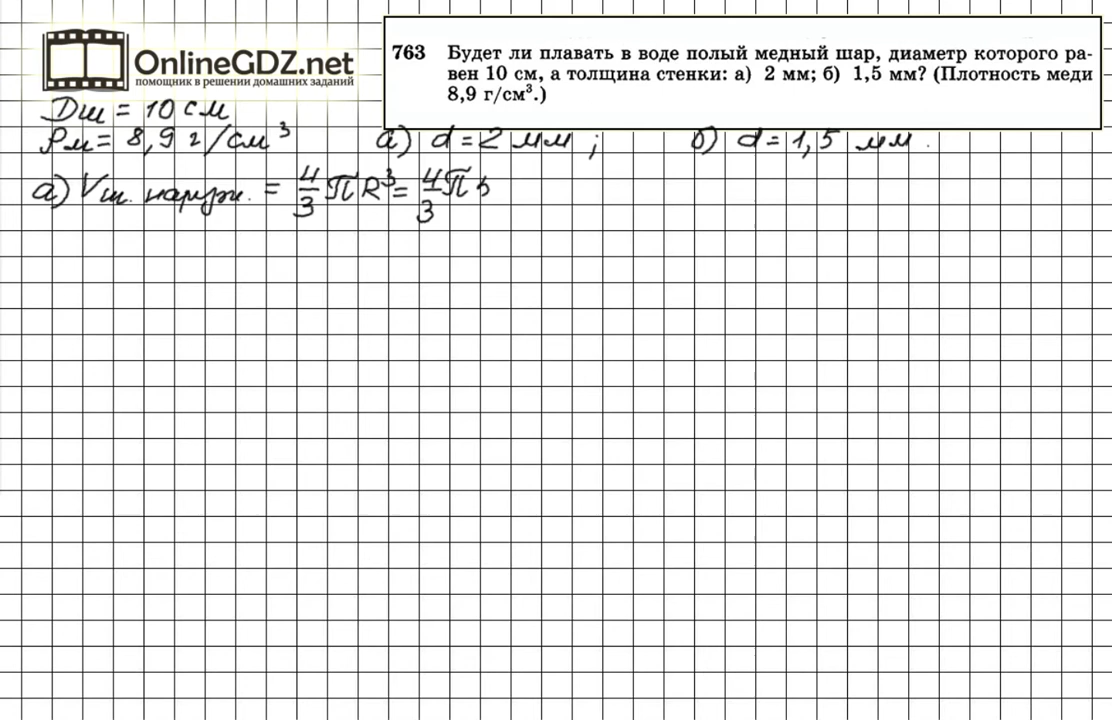 OnlineGDZ.net
помощник в решении домашних заданий
763 Будет ли плавать в воде полый медный шар, диаметр которого ра-
вен 10 см, а толщина стенки: а) 2 мм; б) 1,5 мм? (Плотность меди
8,9 г/см³.)
Dш = 10 см
ρм = 8,9 г/см³ а) d = 2 мм ; б) d = 1,5 мм .
а) Vш. наруж. = 4/3 π R³ = 4/3 π